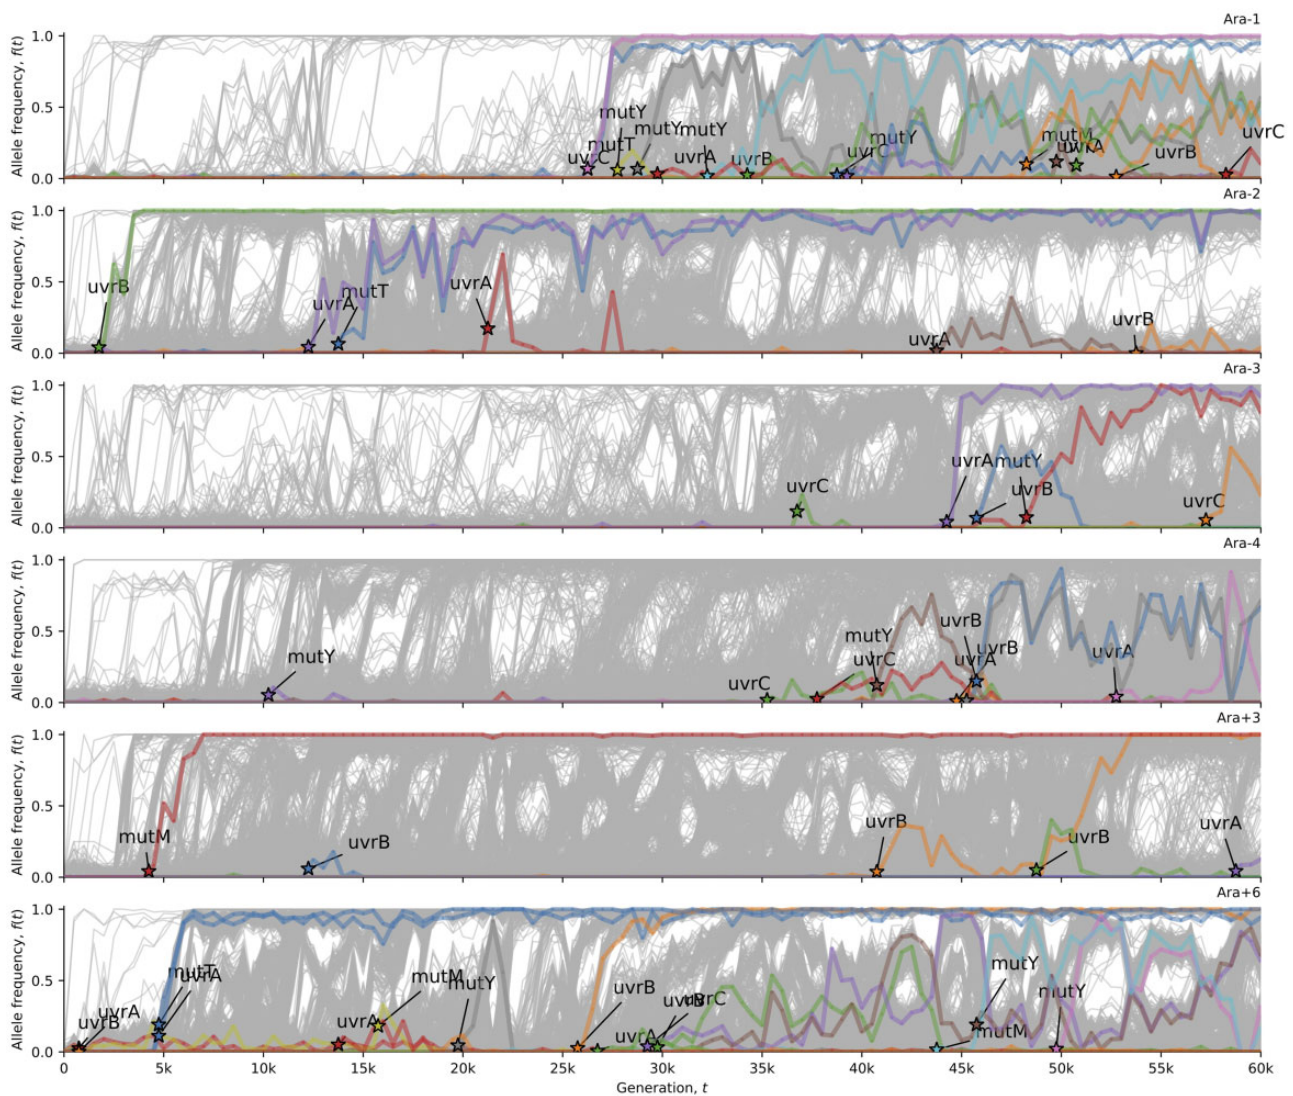 Ara-1
Allele frequency, f(t)
1.0
0.5
0.0
mutY
mutT
uvrC
mutY
mutY
uvrA
uvrB
mutY
uvrC
mutM
uvrA
uvrB
uvrC
Ara-2
Allele frequency, f(t)
1.0
0.5
0.0
uvrB
uvrA
mutT
uvrA
uvrA
uvrB
Ara-3
Allele frequency, f(t)
1.0
0.5
0.0
uvrC
uvrA
mutY
uvrB
uvrC
Ara-4
Allele frequency, f(t)
1.0
0.5
0.0
mutY
uvrC
mutY
uvrC
uvrB
uvrB
uvrA
uvrA
Ara+3
Allele frequency, f(t)
1.0
0.5
0.0
mutM
uvrB
uvrB
uvrB
uvrA
Ara+6
Allele frequency, f(t)
1.0
0.5
0.0
uvrB
uvrA
mutT
uvrA
uvrA
mutM
mutY
uvrB
uvrB
uvrC
uvrA
mutY
mutM
mutY
0 5k 10k 15k 20k 25k 30k 35k 40k 45k 50k 55k 60k
Generation, t